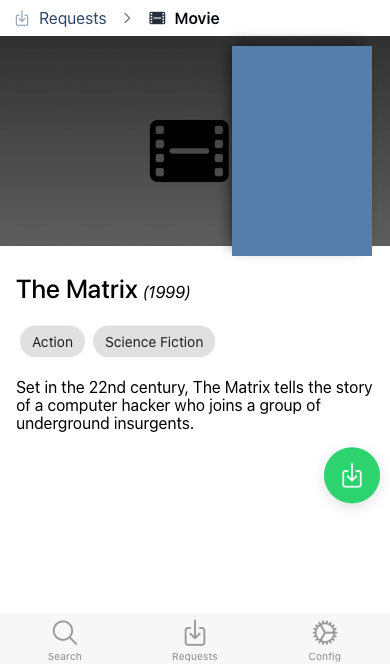 Requests
Movie
The Matrix (1999)
Action
Science Fiction
Set in the 22nd century, The Matrix tells the story
of a computer hacker who joins a group of
underground insurgents.
Search
Requests
Config